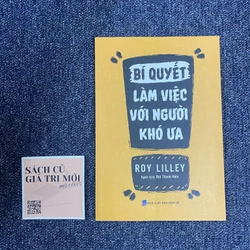 BÍ QUYẾT
LÀM VIỆC
VỚI NGƯỜI
KHÓ ƯA
ROY LILLEY
SÁCH CŨ
GIÁ TRỊ MỚI